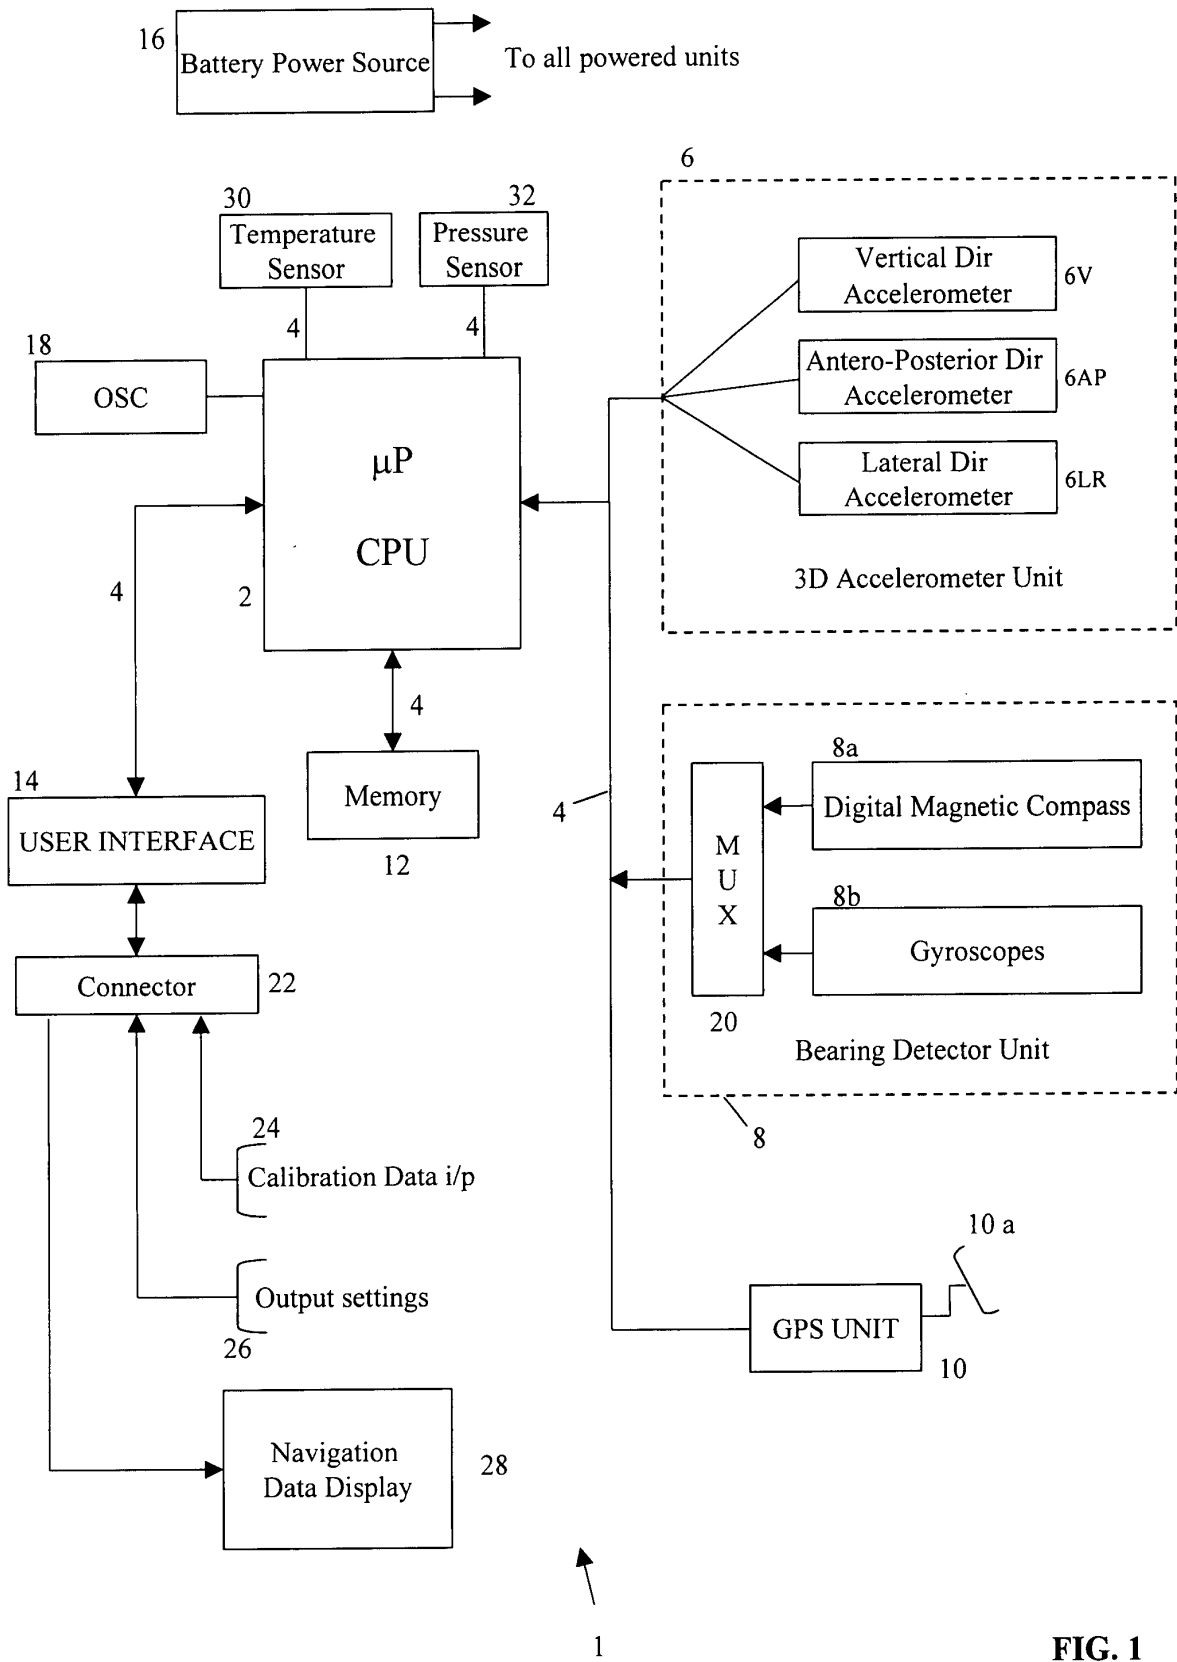 16
Battery Power Source
To all powered units
6
30
32
Temperature
Sensor
Pressure
Sensor
Vertical Dir
Accelerometer
6V
4
4
18
OSC
Antero-Posterior Dir
Accelerometer
6AP
μP
CPU
Lateral Dir
Accelerometer
6LR
3D Accelerometer Unit
4
2
4
14
USER INTERFACE
Memory
12
4
8a
Digital Magnetic Compass
M
U
X
8b
Gyroscopes
20
Bearing Detector Unit
8
Connector
22
24
Calibration Data i/p
Output settings
26
10 a
GPS UNIT
10
Navigation
Data Display
28
1
FIG. 1